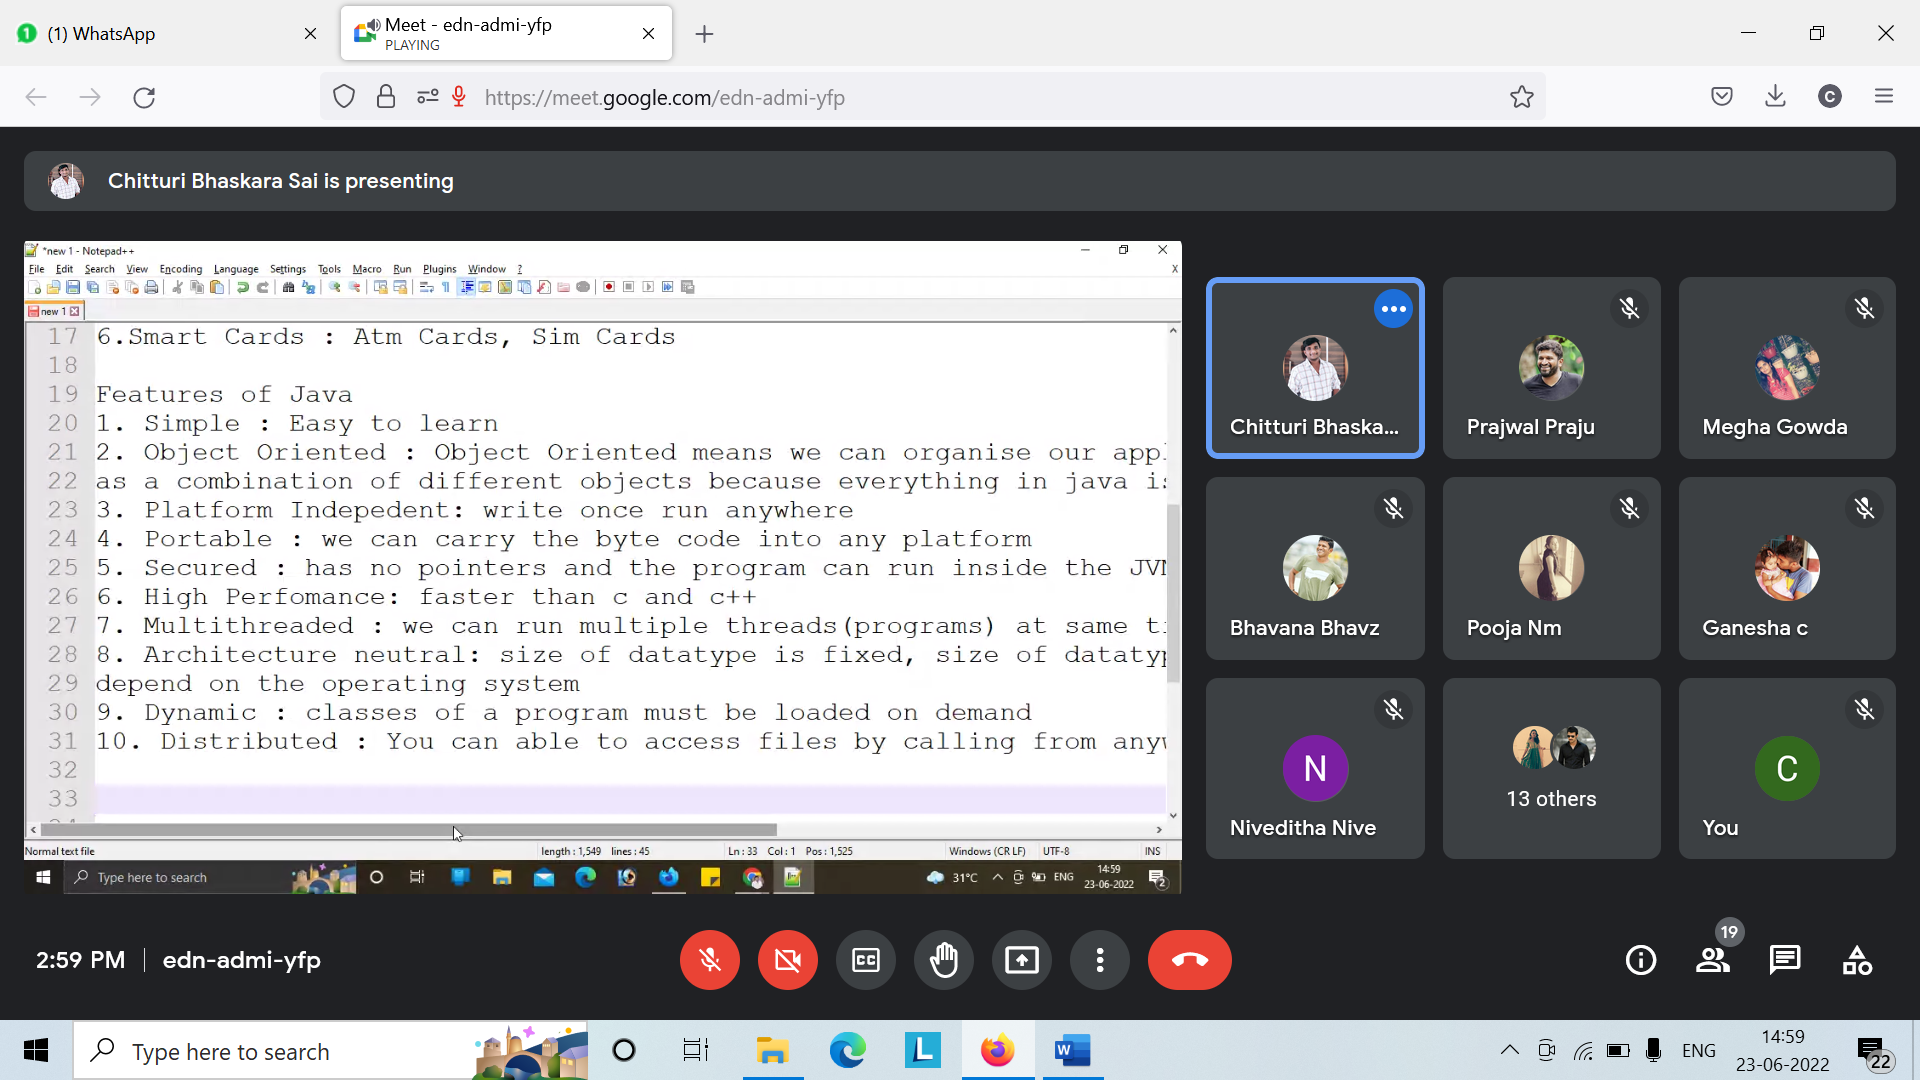 (1) WhatsApp
Meet - edn-admi-yfp
PLAYING
https://meet.google.com/edn-admi-yfp
C
Chitturi Bhaskara Sai is presenting
*new 1 - Notepad++
File Edit Search View Encoding Language Settings Tools Macro Run Plugins Window ?
X
new 1
17 6.Smart Cards : Atm Cards, Sim Cards
18
19 Features of Java
20 1. Simple : Easy to learn
21 2. Object Oriented : Object Oriented means we can organise our appl
22 as a combination of different objects because everything in java is
23 3. Platform Indepedent: write once run anywhere
24 4. Portable : we can carry the byte code into any platform
25 5. Secured : has no pointers and the program can run inside the JVM
26 6. High Perfomance: faster than c and c++
27 7. Multithreaded : we can run multiple threads(programs) at same ti
28 8. Architecture neutral: size of datatype is fixed, size of datatyp
29 depend on the operating system
30 9. Dynamic : classes of a program must be loaded on demand
31 10. Distributed : You can able to access files by calling from anyw
32
33
Normal text file length : 1,549 lines : 45 Ln : 33 Col : 1 Pos : 1,525 Windows (CR LF) UTF-8 INS
Type here to search 31°C ENG 14:59
23-06-2022
2
Chitturi Bhaska...
Prajwal Praju
Megha Gowda
Bhavana Bhavz
Pooja Nm
Ganesha c
N
Niveditha Nive
13 others
C
You
2:59 PM edn-admi-yfp
CC
19
Type here to search
L
W
ENG
14:59
23-06-2022
22